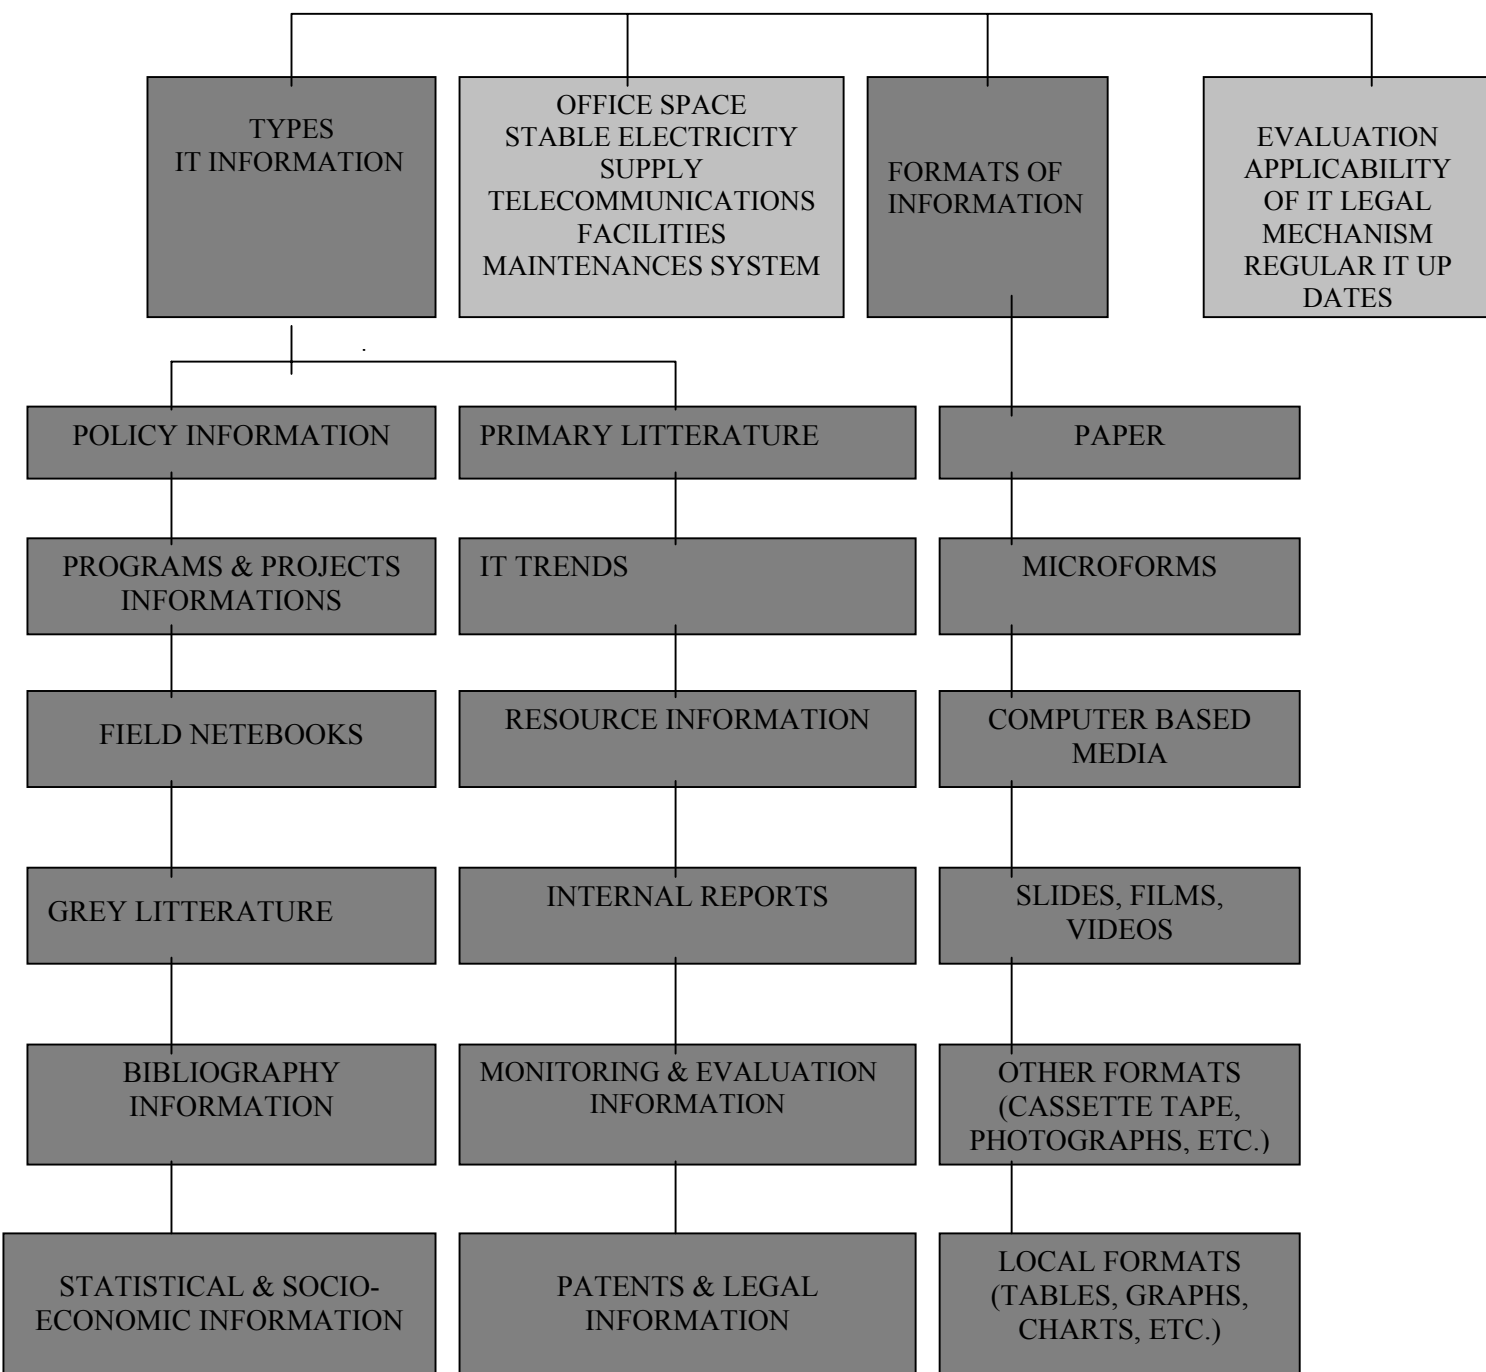 TYPES
IT INFORMATION
OFFICE SPACE
STABLE ELECTRICITY
SUPPLY
TELECOMMUNICATIONS
FACILITIES
MAINTENANCES SYSTEM
FORMATS OF
INFORMATION
EVALUATION
APPLICABILITY
OF IT LEGAL
MECHANISM
REGULAR IT UP
DATES
POLICY INFORMATION
PRIMARY LITTERATURE
PAPER
PROGRAMS & PROJECTS
INFORMATIONS
IT TRENDS
MICROFORMS
FIELD NETEBOOKS
RESOURCE INFORMATION
COMPUTER BASED
MEDIA
GREY LITTERATURE
INTERNAL REPORTS
SLIDES, FILMS,
VIDEOS
BIBLIOGRAPHY
INFORMATION
MONITORING & EVALUATION
INFORMATION
OTHER FORMATS
(CASSETTE TAPE,
PHOTOGRAPHS, ETC.)
STATISTICAL & SOCIO-
ECONOMIC INFORMATION
PATENTS & LEGAL
INFORMATION
LOCAL FORMATS
(TABLES, GRAPHS,
CHARTS, ETC.)